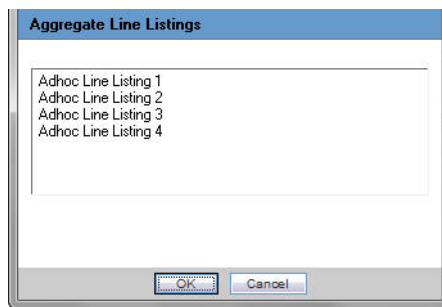 Aggregate Line Listings
Adhoc Line Listing 1
Adhoc Line Listing 2
Adhoc Line Listing 3
Adhoc Line Listing 4
OK
Cancel